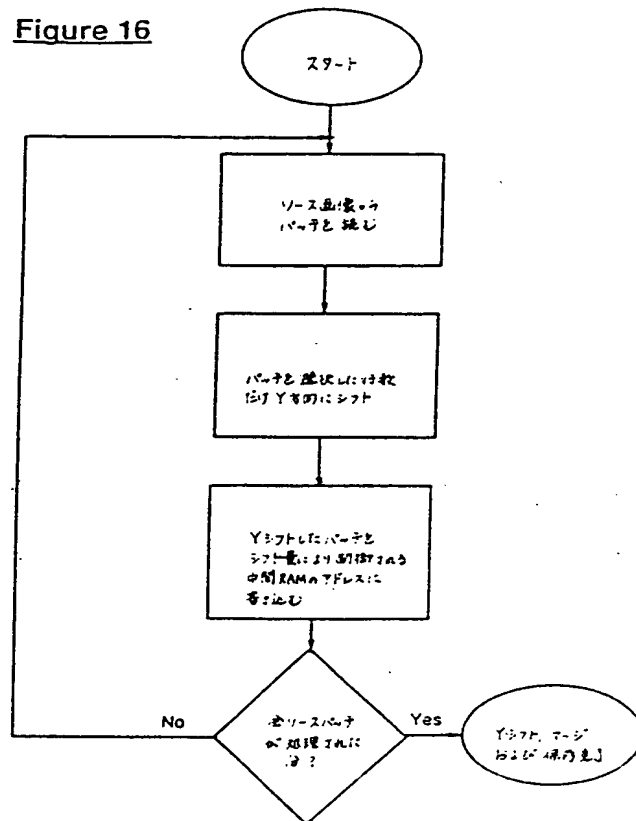 Figure 16
スタート
ソース画像から
パッチを読む
パッチを選択した行数
だけY方向にシフト
Yシフトしたパッチを
シフト量により制御される
中間RAMのアドレスに
書き込む
No
全ソースパッチ
が処理された
か?
Yes
Yシフト, マージ
および